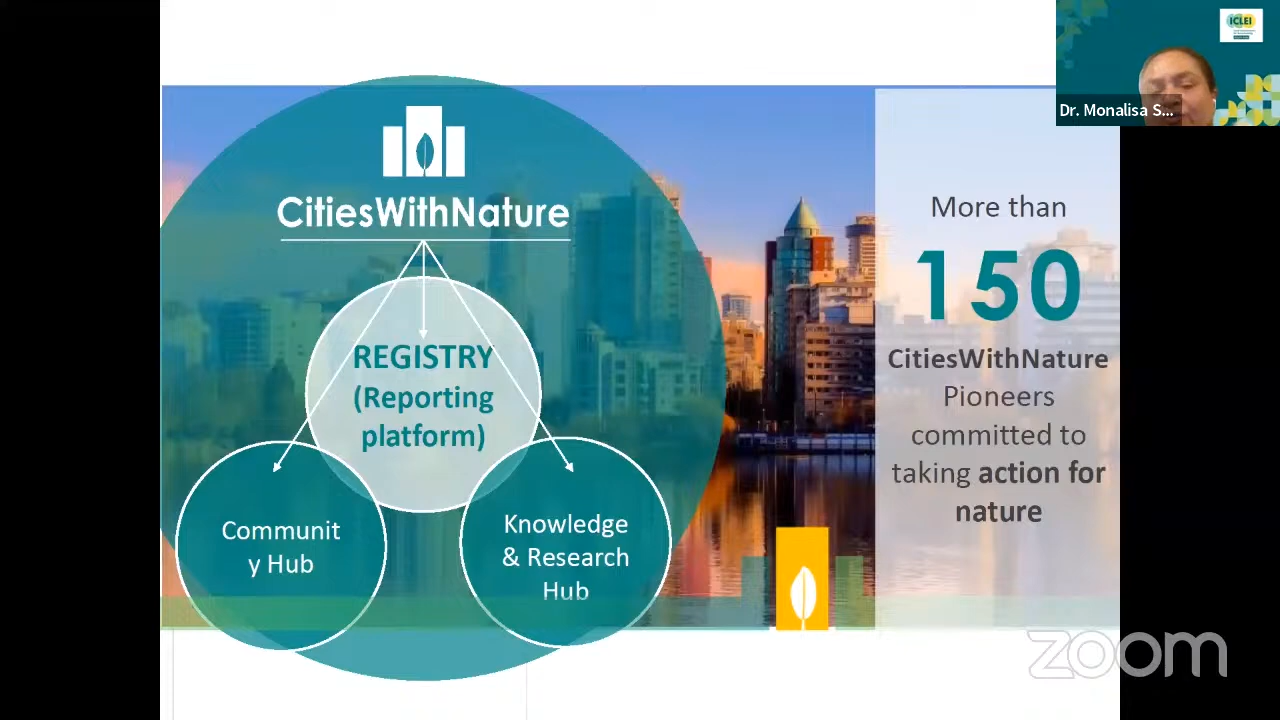 CitiesWithNature
REGISTRY
(Reporting
platform)
Communit
y Hub
Knowledge
& Research
Hub
More than
150
CitiesWithNature
Pioneers
committed to
taking action for
nature
ICLEI
Dr. Monalisa S...
zoom